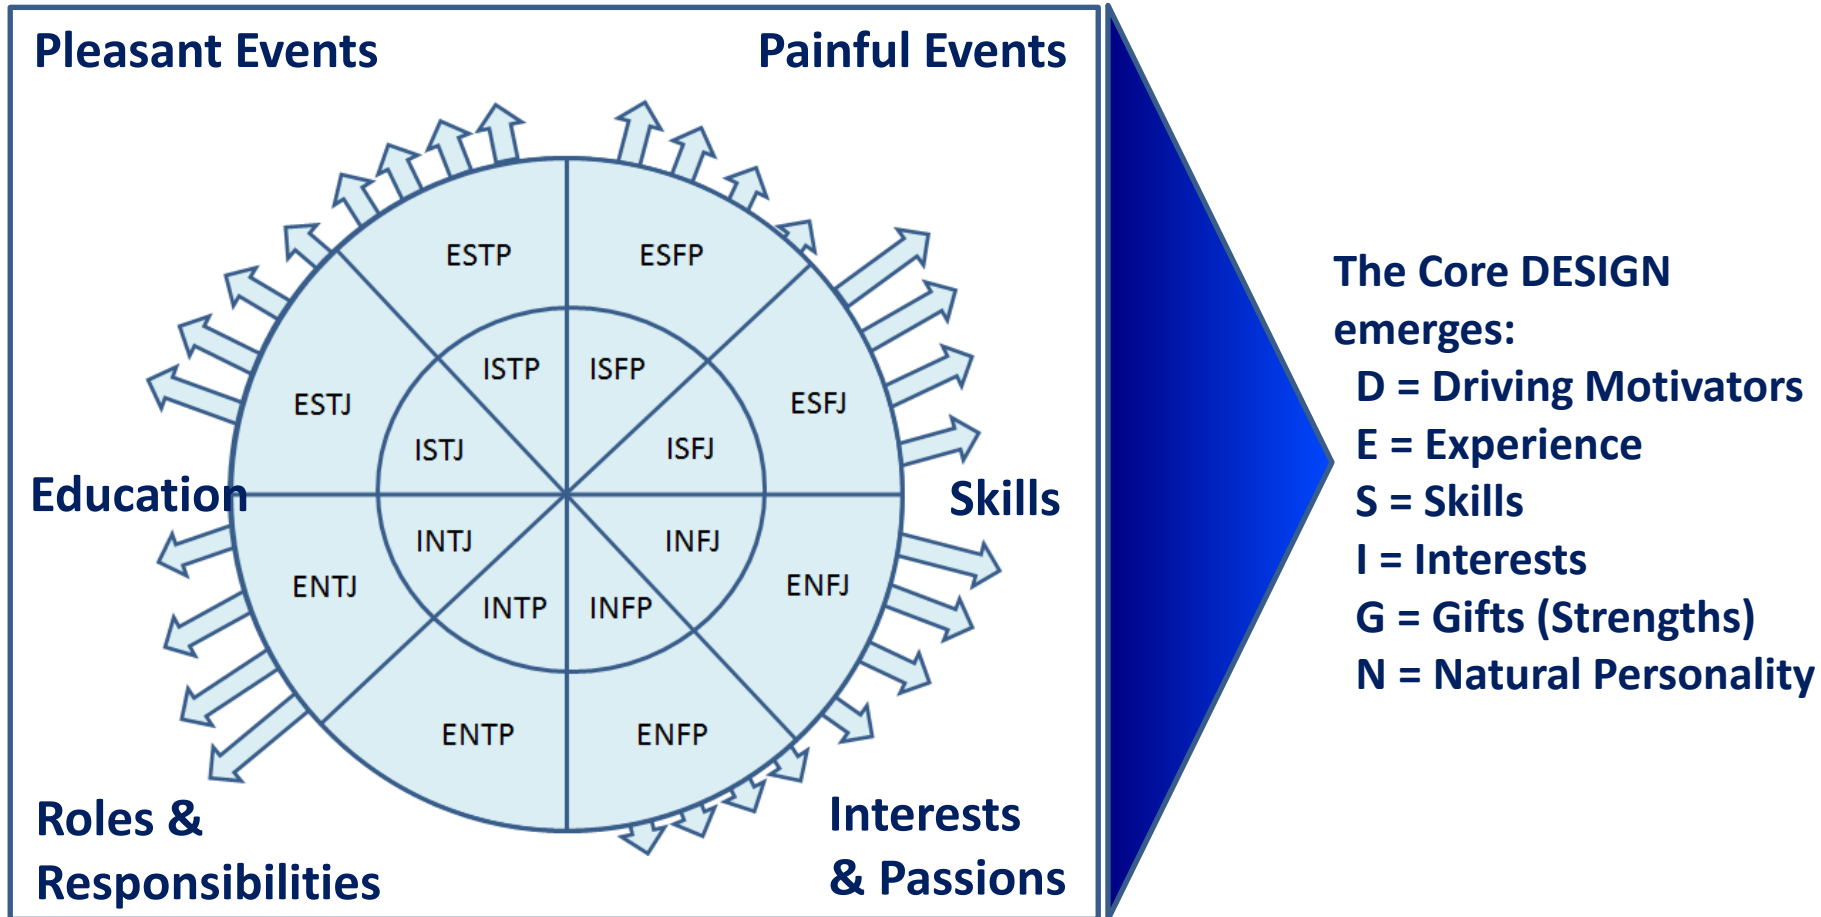 Pleasant Events
Painful Events
ESTP
ESFP
ISTP
ISFP
ESTJ
ESFJ
ISTJ
ISFJ
Education
Skills
INTJ
INFJ
ENTJ
ENFJ
INTP
INFP
ENTP
ENFP
Roles &
Responsibilities
Interests
& Passions
The Core DESIGN
emerges:
D = Driving Motivators
E = Experience
S = Skills
I = Interests
G = Gifts (Strengths)
N = Natural Personality